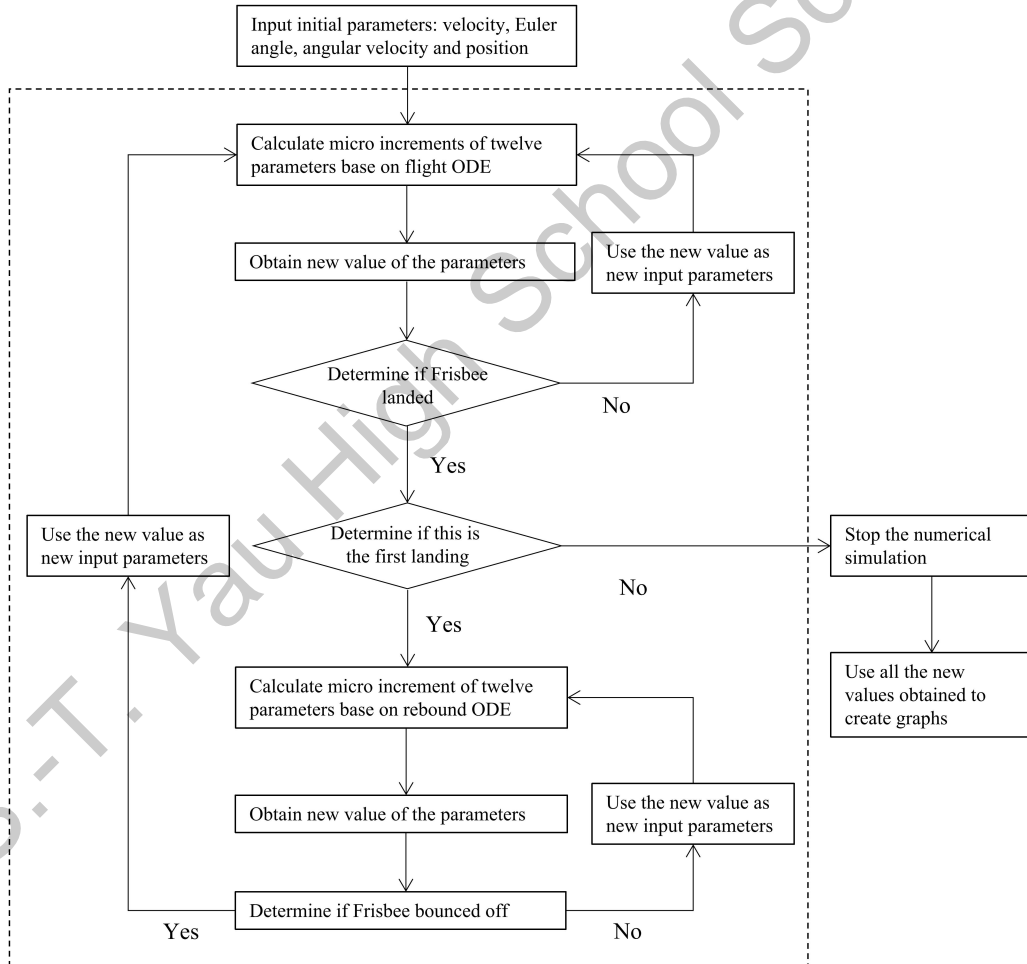 Input initial parameters: velocity, Euler
angle, angular velocity and position
Calculate micro increments of twelve
parameters base on flight ODE
Obtain new value of the parameters
Use the new value as
new input parameters
Determine if Frisbee
landed
No
Yes
Use the new value as
new input parameters
Determine if this is
the first landing
Stop the numerical
simulation
No
Yes
Calculate micro increment of twelve
parameters base on rebound ODE
Use all the new
values obtained to
create graphs
Obtain new value of the parameters
Use the new value as
new input parameters
Determine if Frisbee bounced off
Yes
No
S.-T. Yau High School Sc